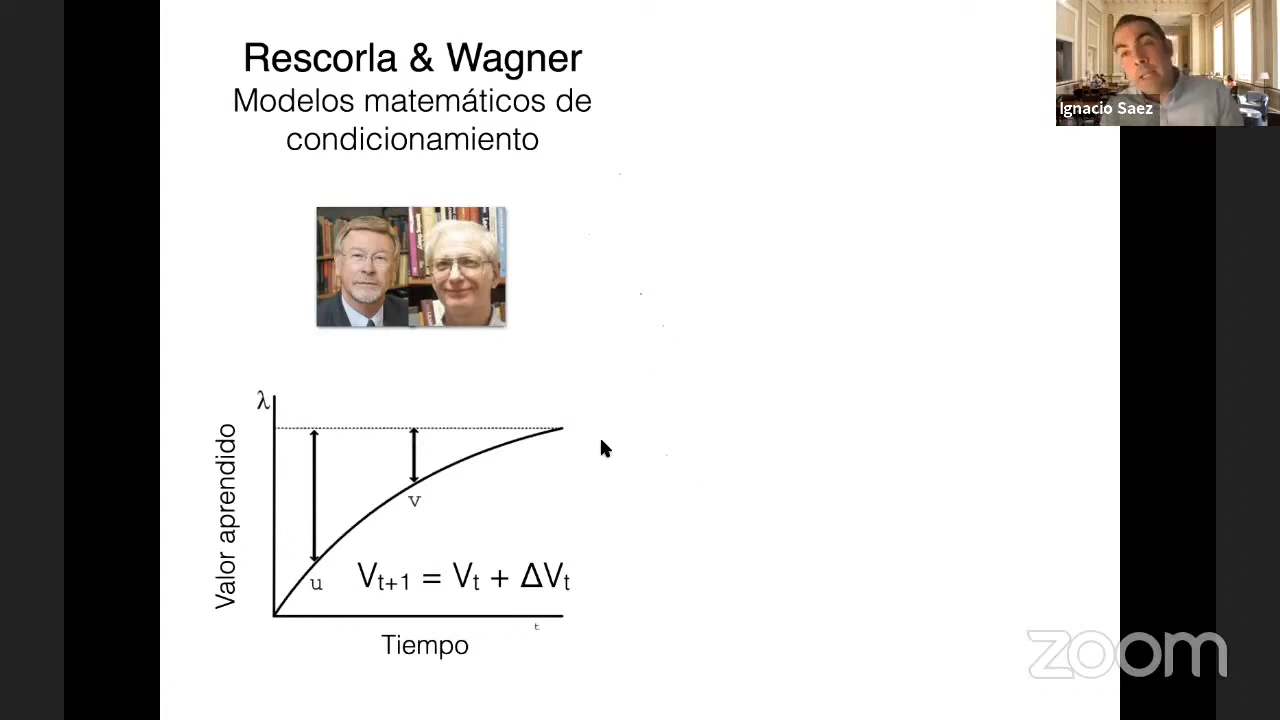 Rescorla & Wagner
Modelos matemáticos de
condicionamiento
Ignacio Saez
λ
Valor aprendido
v
u
Vt+1 = Vt + ΔVt
t
Tiempo
zoom